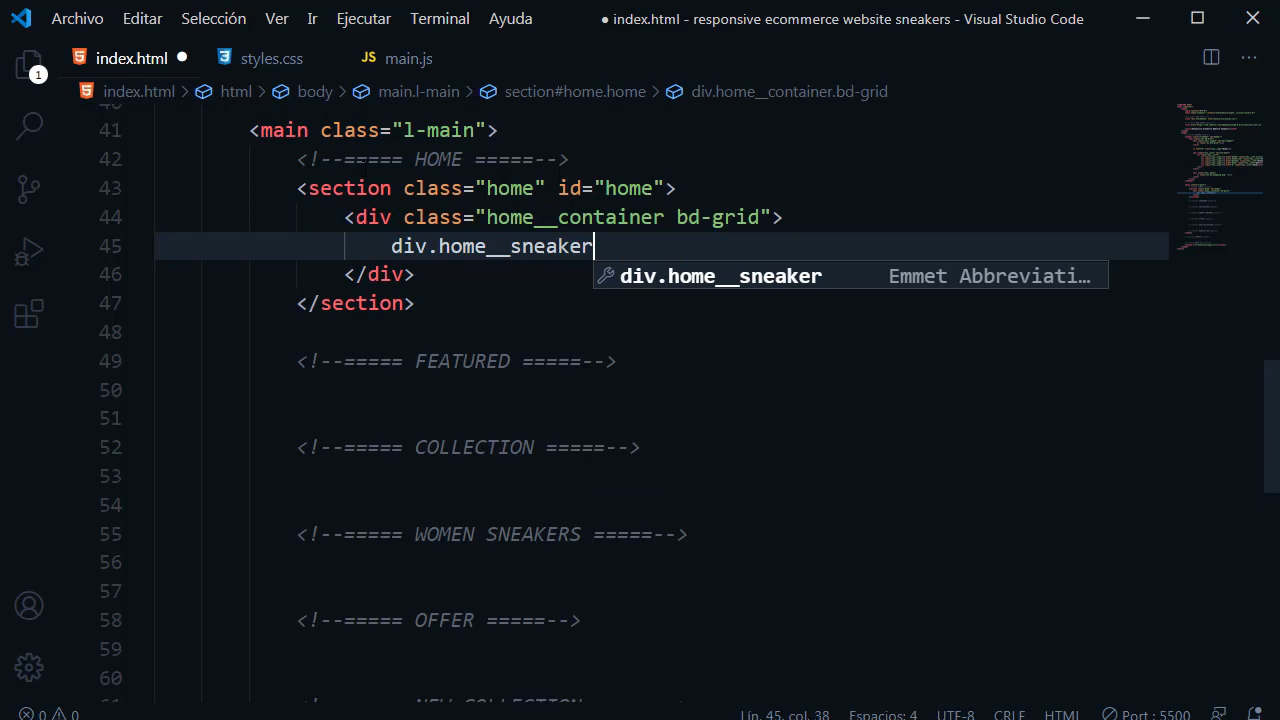 Archivo Editar Selección Ver Ir Ejecutar Terminal Ayuda ● index.html - responsive ecommerce website sneakers - Visual Studio Code
index.html ● styles.css JS main.js
1
index.html > html > body > main.l-main > section#home.home > div.home__container.bd-grid
41 <main class="l-main">
42 <!--===== HOME =====-->
43 <section class="home" id="home">
44 <div class="home__container bd-grid">
45 div.home__sneaker
div.home__sneaker Emmet Abbreviati...
46 </div>
47 </section>
48
49 <!--===== FEATURED =====-->
50
51
52 <!--===== COLLECTION =====-->
53
54
55 <!--===== WOMEN SNEAKERS =====-->
56
57
58 <!--===== OFFER =====-->
59
60
0 0 Lín. 45, col. 38 Espacios: 4 UTF-8 CRLF HTML Port : 5500